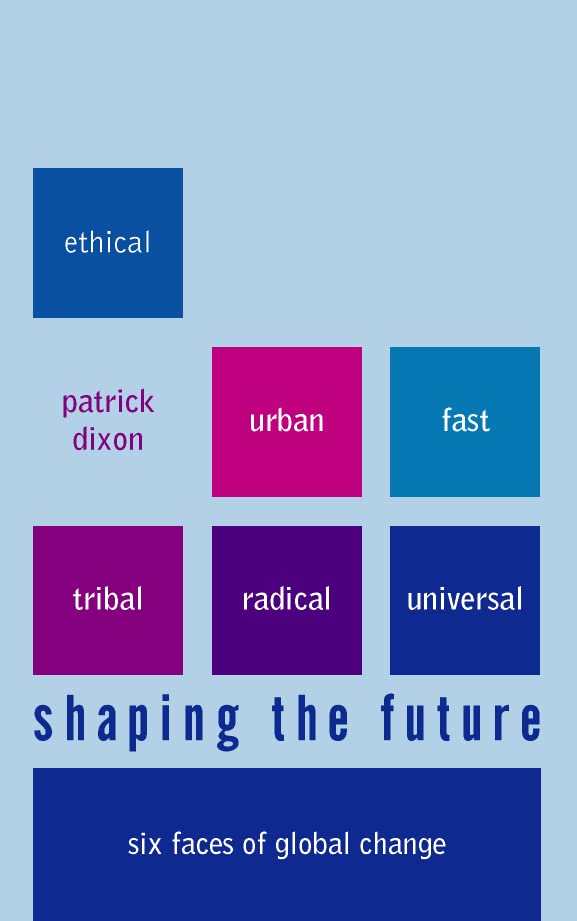 ethical
patrick
dixon
urban
fast
tribal
radical
universal
shaping the future
six faces of global change